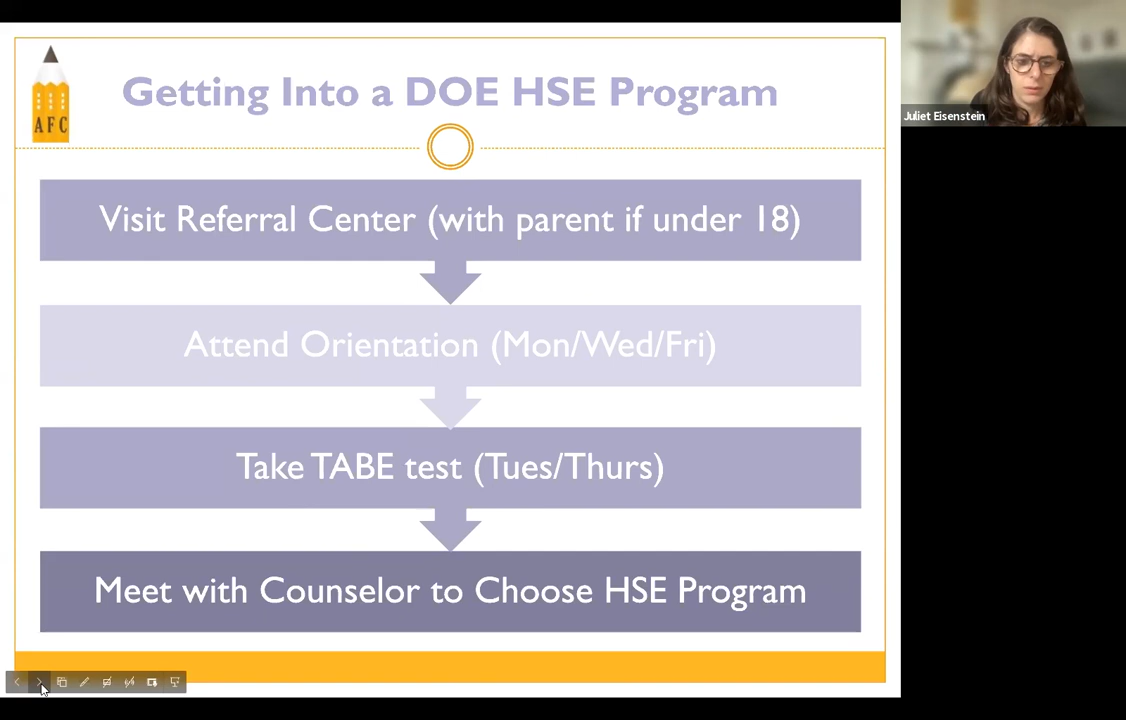 AFC
Getting Into a DOE HSE Program
Juliet Eisenstein
Visit Referral Center (with parent if under 18)
Attend Orientation (Mon/Wed/Fri)
Take TABE test (Tues/Thurs)
Meet with Counselor to Choose HSE Program